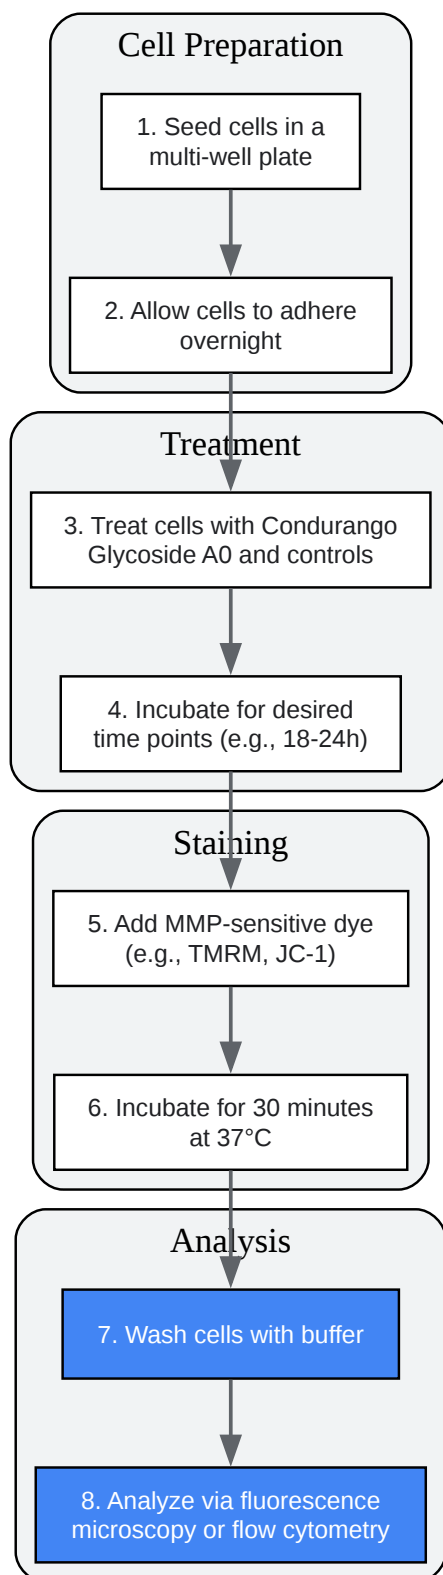 Cell Preparation
1. Seed cells in a
multi-well plate
2. Allow cells to adhere
overnight
Treatment
3. Treat cells with Condurango
Glycoside A0 and controls
4. Incubate for desired
time points (e.g., 18-24h)
Staining
5. Add MMP-sensitive dye
(e.g., TMRM, JC-1)
6. Incubate for 30 minutes
at 37°C
Analysis
7. Wash cells with buffer
8. Analyze via fluorescence
microscopy or flow cytometry